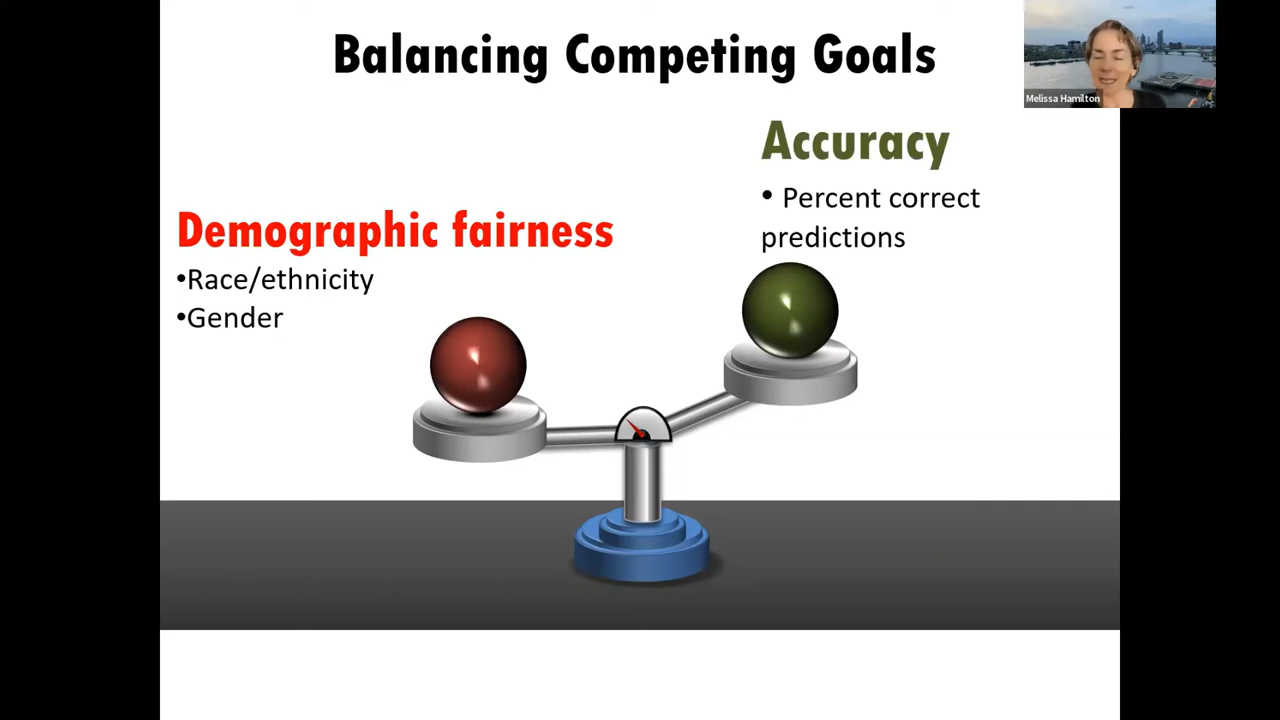 Balancing Competing Goals
Melissa Hamilton
Accuracy
• Percent correct
predictions
Demographic fairness
•Race/ethnicity
•Gender